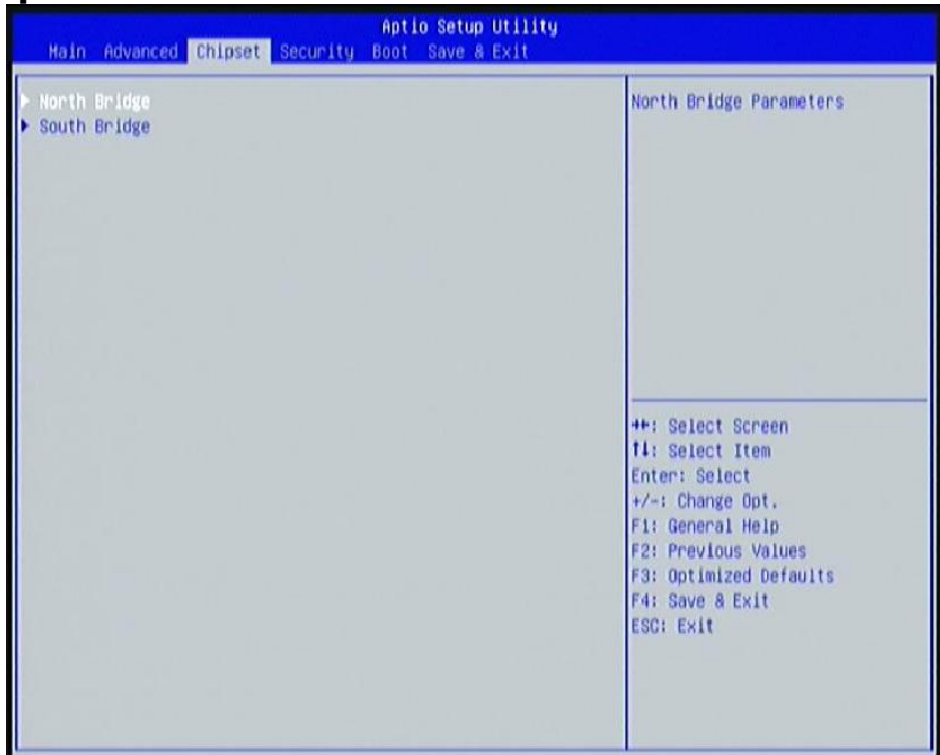 Aptio Setup Utility
Main Advanced Chipset Security Boot Save & Exit
North Bridge
South Bridge
North Bridge Parameters
→←: Select Screen
↑↓: Select Item
Enter: Select
+/-: Change Opt.
F1: General Help
F2: Previous Values
F3: Optimized Defaults
F4: Save & Exit
ESC: Exit